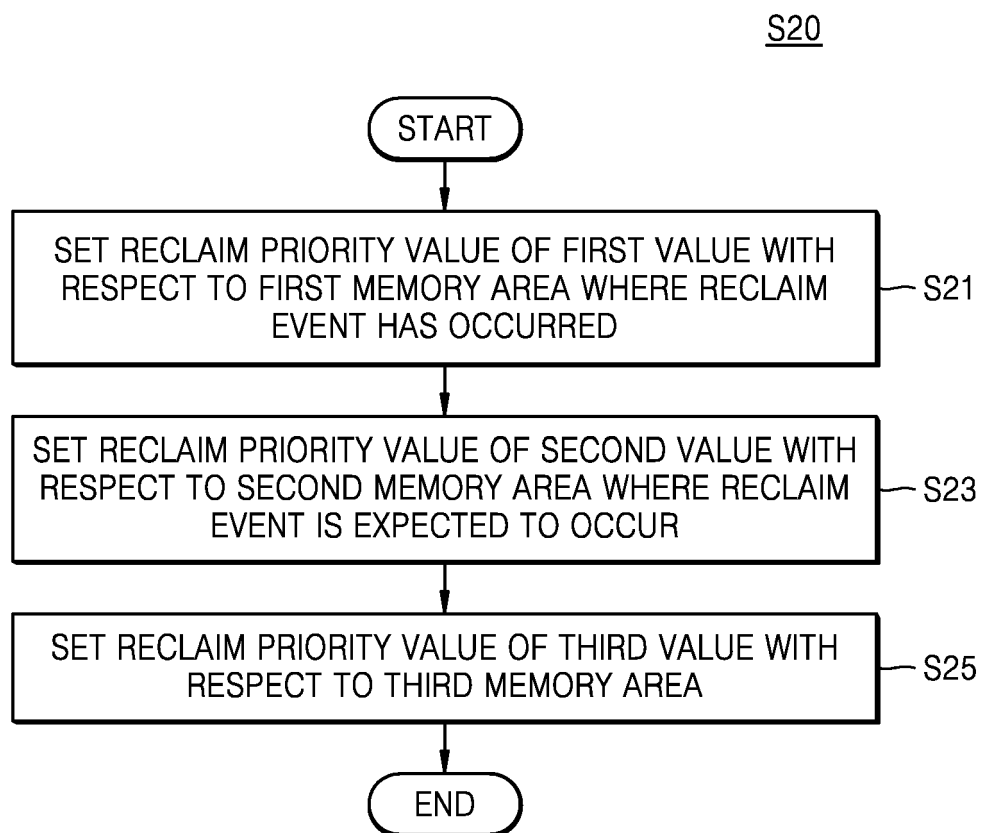 S20
START
SET RECLAIM PRIORITY VALUE OF FIRST VALUE WITH
RESPECT TO FIRST MEMORY AREA WHERE RECLAIM
EVENT HAS OCCURRED
S21
SET RECLAIM PRIORITY VALUE OF SECOND VALUE WITH
RESPECT TO SECOND MEMORY AREA WHERE RECLAIM
EVENT IS EXPECTED TO OCCUR
S23
SET RECLAIM PRIORITY VALUE OF THIRD VALUE WITH
RESPECT TO THIRD MEMORY AREA
S25
END